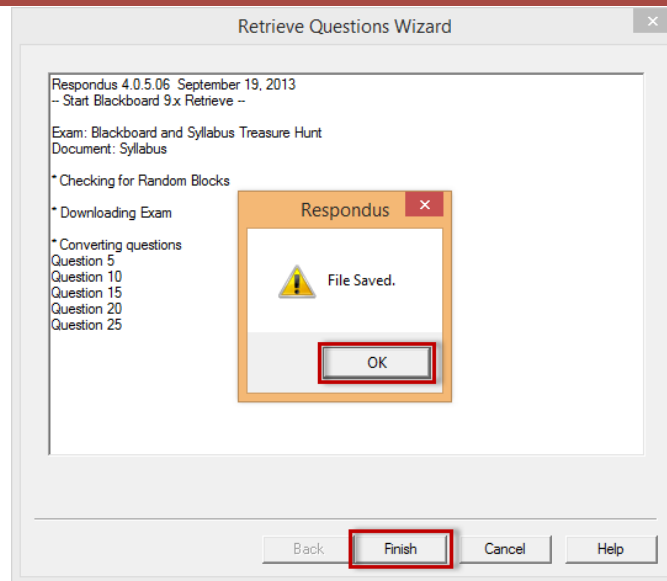 Retrieve Questions Wizard
Respondus 4.0.5.06 September 19, 2013
-- Start Blackboard 9.x Retrieve --
Exam: Blackboard and Syllabus Treasure Hunt
Document: Syllabus
* Checking for Random Blocks
* Downloading Exam
* Converting questions
Question 5
Question 10
Question 15
Question 20
Question 25
Respondus
File Saved.
OK
Back Finish Cancel Help